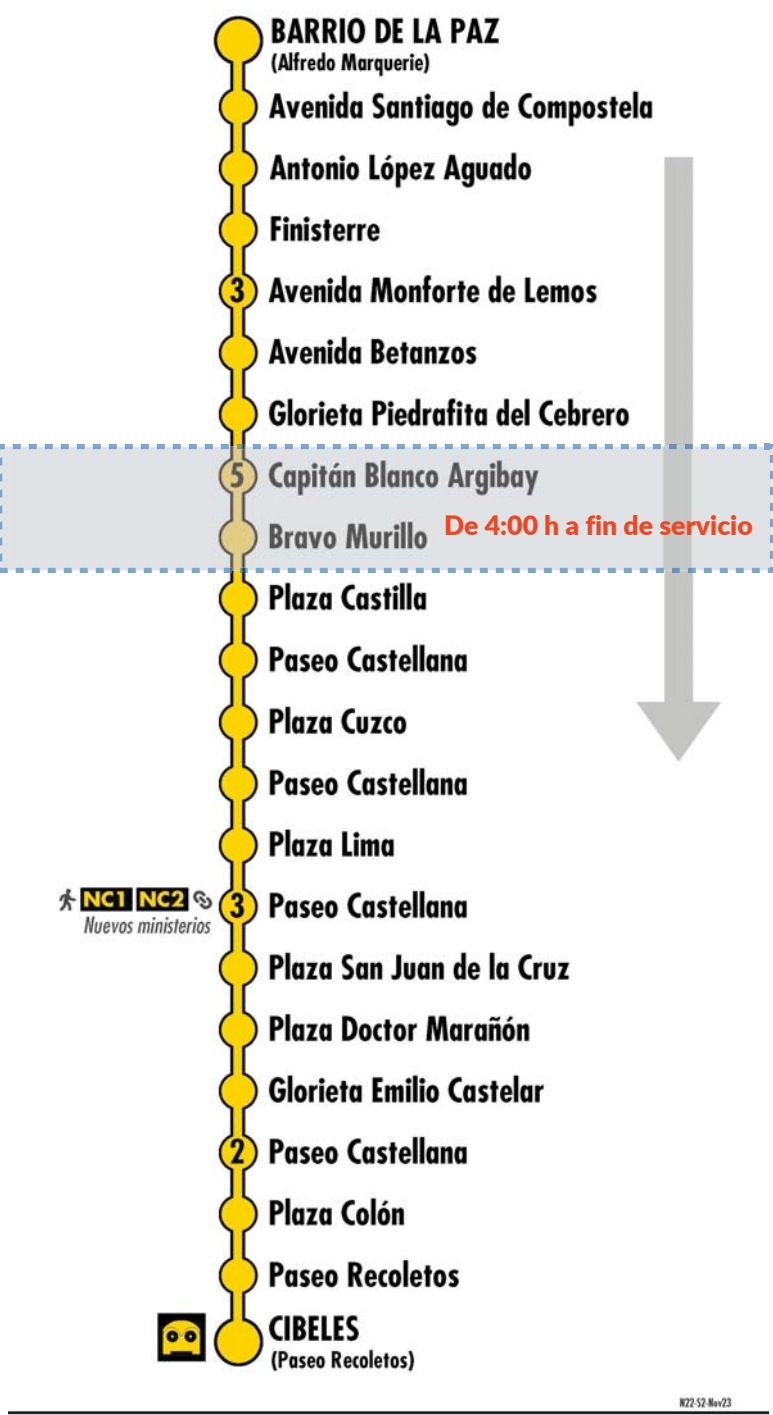 BARRIO DE LA PAZ
(Alfredo Marquerie)
Avenida Santiago de Compostela
Antonio López Aguado
Finisterre
3 Avenida Monforte de Lemos
Avenida Betanzos
Glorieta Piedrafita del Cebrero
5 Capitán Blanco Argibay
Bravo Murillo De 4:00 h a fin de servicio
Plaza Castilla
Paseo Castellana
Plaza Cuzco
Paseo Castellana
Plaza Lima
NC1 NC2 3 Paseo Castellana
Nuevos ministerios
Plaza San Juan de la Cruz
Plaza Doctor Marañón
Glorieta Emilio Castelar
2 Paseo Castellana
Plaza Colón
Paseo Recoletos
CIBELES
(Paseo Recoletos)
N22-S2-Nov23